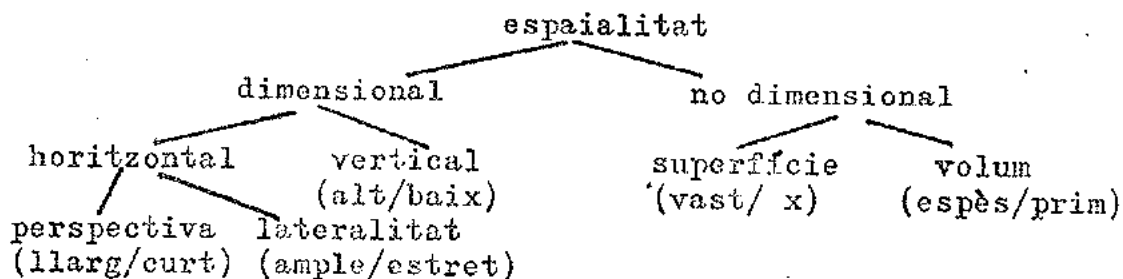 espaialitat
dimensional no dimensional
horitzontal vertical superfície volum
(alt/baix) (vast/ x) (espès/prim)
perspectiva lateralitat
(llarg/curt) (ample/estret)